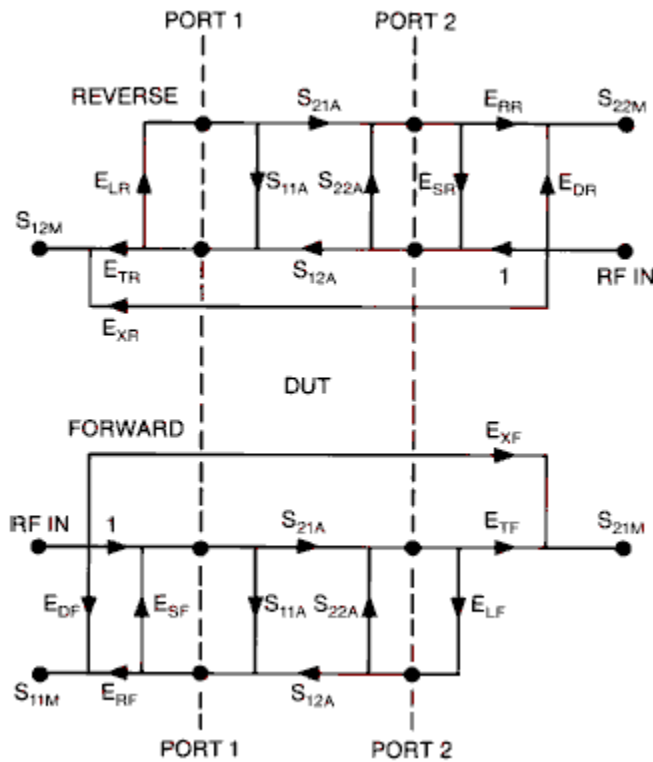 PORT 1 PORT 2
REVERSE S21A ERR S22M
ELR S11A S22A ESR EDR
S12M
ETR S12A 1 RF IN
EXR
DUT
FORWARD EXF
RF IN 1 S21A ETF S21M
EDF ESF S11A S22A ELF
S11M ERF S12A
PORT 1 PORT 2